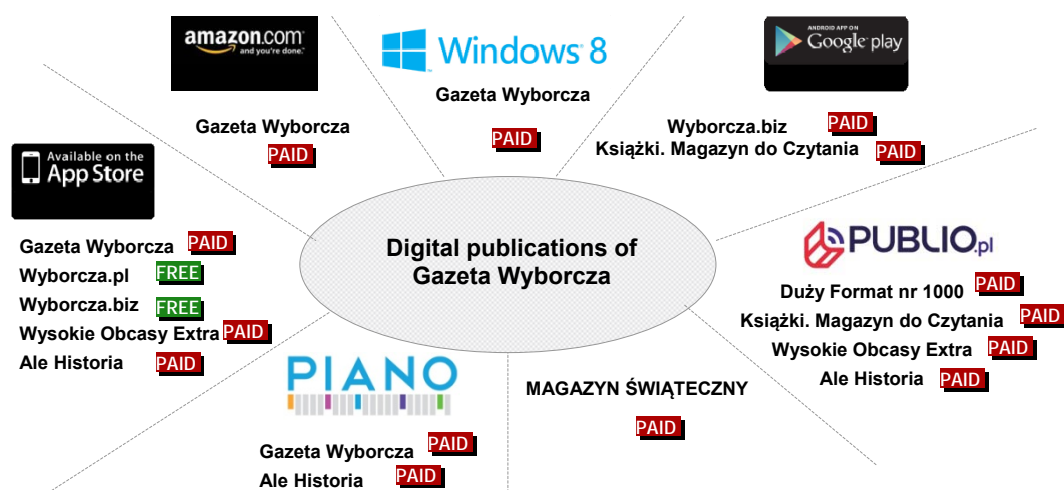 amazon.com
and you're done.
Gazeta Wyborcza
PAID
Windows 8
Gazeta Wyborcza
PAID
ANDROID APP ON
Google play
Wyborcza.biz PAID
Książki. Magazyn do Czytania PAID
Available on the
App Store
Gazeta Wyborcza PAID
Wyborcza.pl FREE
Wyborcza.biz FREE
Wysokie Obcasy Extra PAID
Ale Historia PAID
Digital publications of
Gazeta Wyborcza
PUBLIO.pl
Duży Format nr 1000 PAID
Książki. Magazyn do Czytania PAID
Wysokie Obcasy Extra PAID
Ale Historia PAID
PIANO
Gazeta Wyborcza PAID
Ale Historia PAID
MAGAZYN ŚWIĄTECZNY
PAID